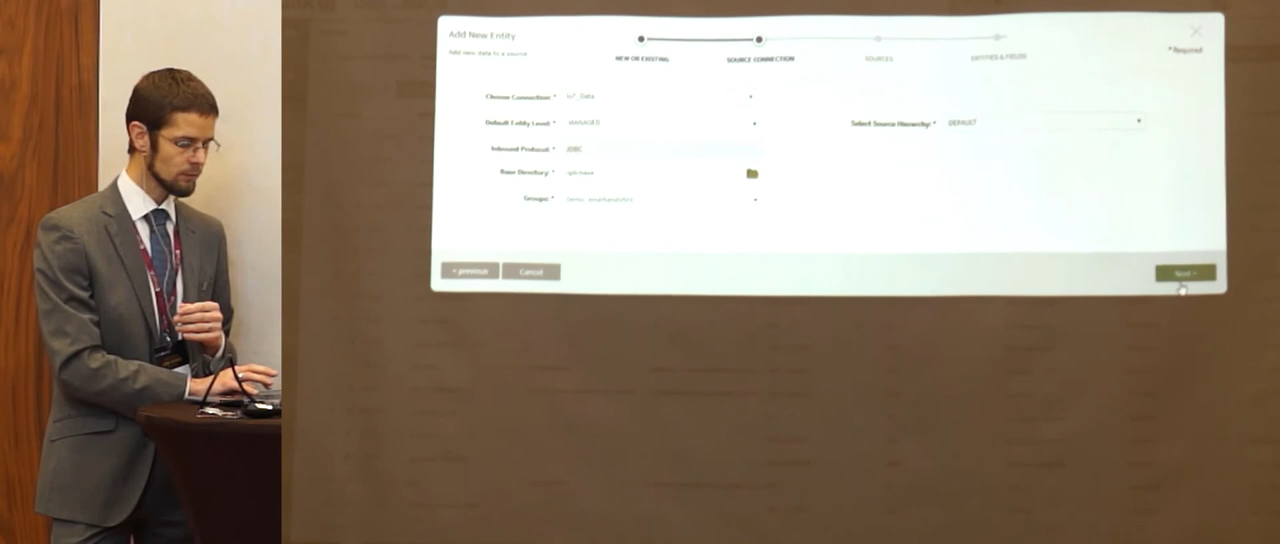 Add New Entity
Add new data to a source
NEW OR EXISTING
SOURCE CONNECTION
SOURCES
ENTITIES & FIELDS
* Required
Choose Connection: * IoT_Data
Default Entity Level: * MANAGED
Select Source Hierarchy: * DEFAULT
Inbound Protocol: * JDBC
Base Directory: *
Groups: *
< previous
Cancel
Next >